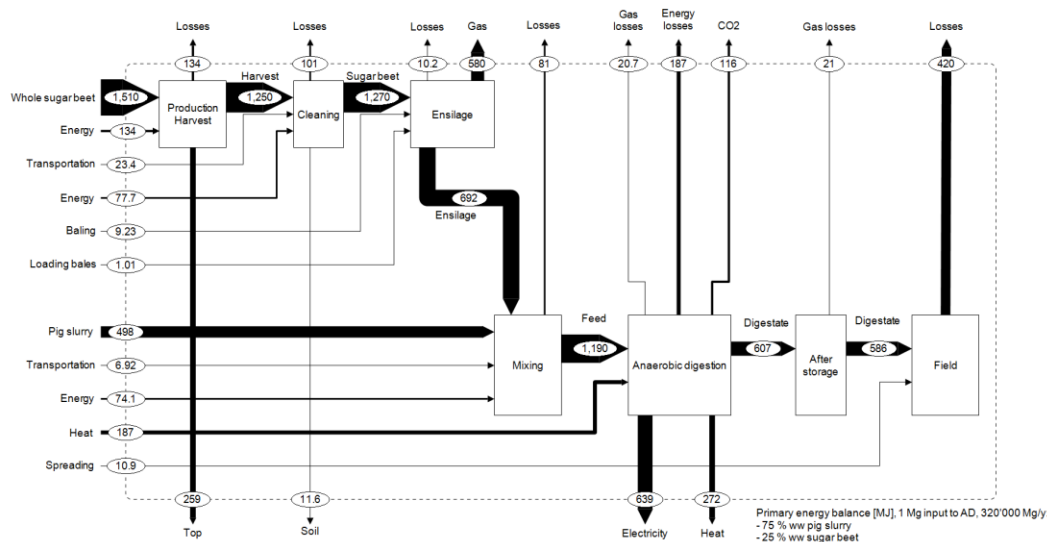 Losses
Losses
Losses
Gas
Losses
Gas
losses
Energy
losses
CO2
Gas losses
Losses
134
101
10.2
580
81
20.7
187
116
21
420
Harvest
Sugar beet
Whole sugar beet
1,510
Production
Harvest
1,250
Cleaning
1,270
Ensilage
Energy
134
Transportation
23.4
Energy
77.7
692
Ensilage
Baling
9.23
Loading bales
1.01
Feed
Digestate
Digestate
Pig slurry
498
1,190
607
586
Mixing
Anaerobic digestion
After
storage
Field
Transportation
6.92
Energy
74.1
Heat
187
Spreading
10.9
259
11.6
639
272
Top
Soil
Electricity
Heat
Primary energy balance [MJ], 1 Mg input to AD, 320'000 Mg/y
- 75 % ww pig slurry
- 25 % ww sugar beet